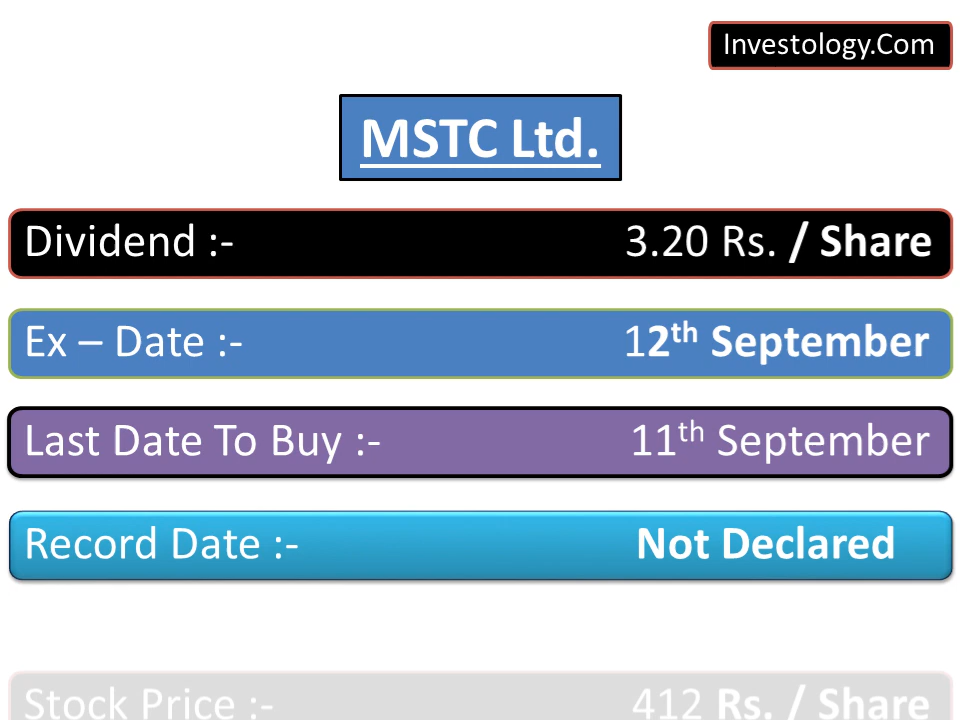 Investology.Com
MSTC Ltd.
Dividend :- 3.20 Rs. / Share
Ex – Date :- 12th September
Last Date To Buy :- 11th September
Record Date :- Not Declared
Stock Price :- 412 Rs. / Share